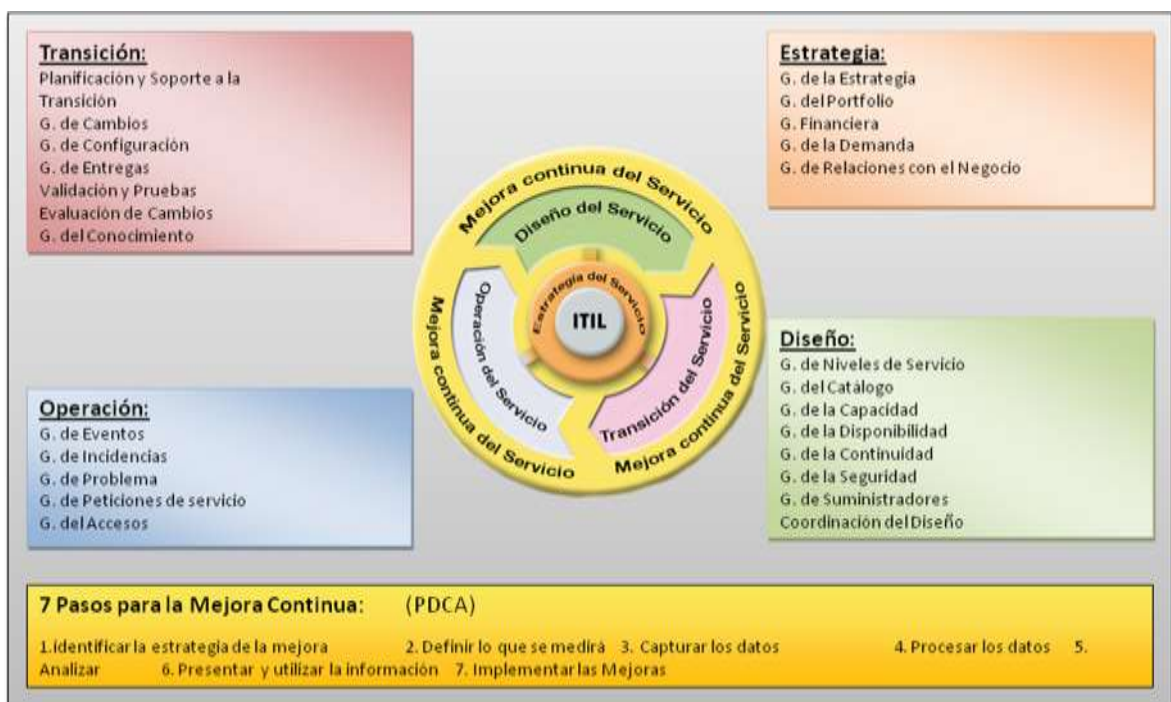 Transición:
Planificación y Soporte a la
Transición
G. de Cambios
G. de Configuración
G. de Entregas
Validación y Pruebas
Evaluación de Cambios
G. del Conocimiento
Estrategia:
G. de la Estrategia
G. del Portfolio
G. Financiera
G. de la Demanda
G. de Relaciones con el Negocio
Mejora continua del Servicio
Mejora continua del Servicio
Mejora continua del Servicio
Diseño del Servicio
Operación del Servicio
Transición del Servicio
Estrategia del Servicio
ITIL
Operación:
G. de Eventos
G. de Incidencias
G. de Problema
G. de Peticiones de servicio
G. del Accesos
Diseño:
G. de Niveles de Servicio
G. del Catálogo
G. de la Capacidad
G. de la Disponibilidad
G. de la Continuidad
G. de la Seguridad
G. de Suministradores
Coordinación del Diseño
7 Pasos para la Mejora Continua: (PDCA)
1.Identificar la estrategia de la mejora 2. Definir lo que se medirá 3. Capturar los datos 4. Procesar los datos 5.
Analizar 6. Presentar y utilizar la información 7. Implementar las Mejoras